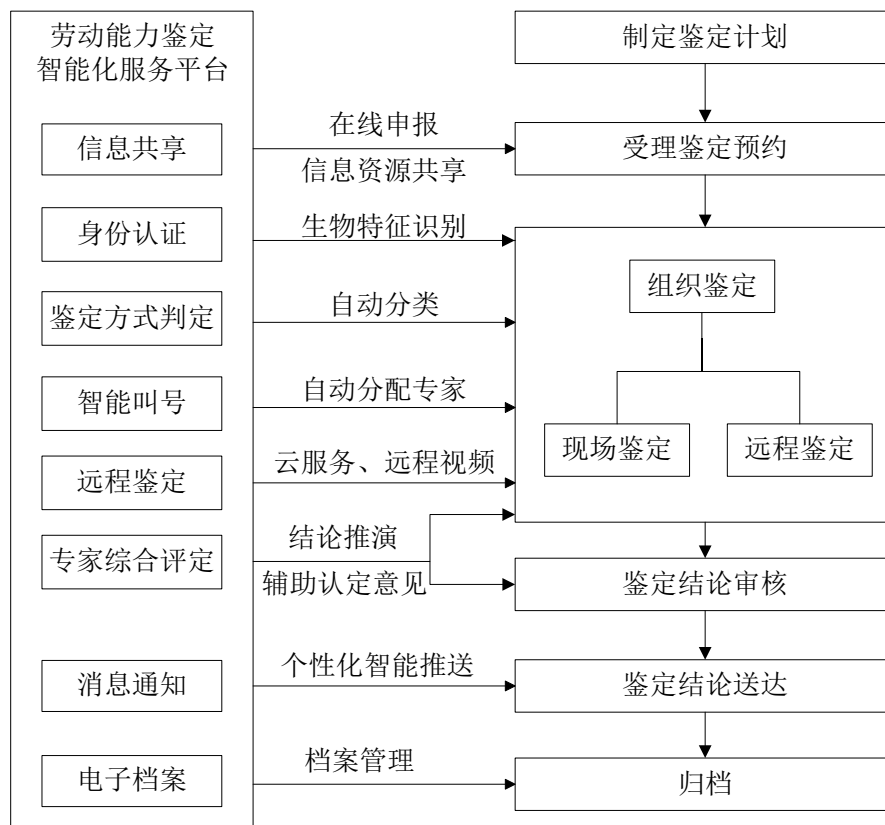 劳动能力鉴定
智能化服务平台
制定鉴定计划
信息共享
在线申报
信息资源共享
受理鉴定预约
身份认证
生物特征识别
组织鉴定
鉴定方式判定
自动分类
智能叫号
自动分配专家
现场鉴定
远程鉴定
远程鉴定
云服务、远程视频
专家综合评定
结论推演
辅助认定意见
鉴定结论审核
消息通知
个性化智能推送
鉴定结论送达
电子档案
档案管理
归档